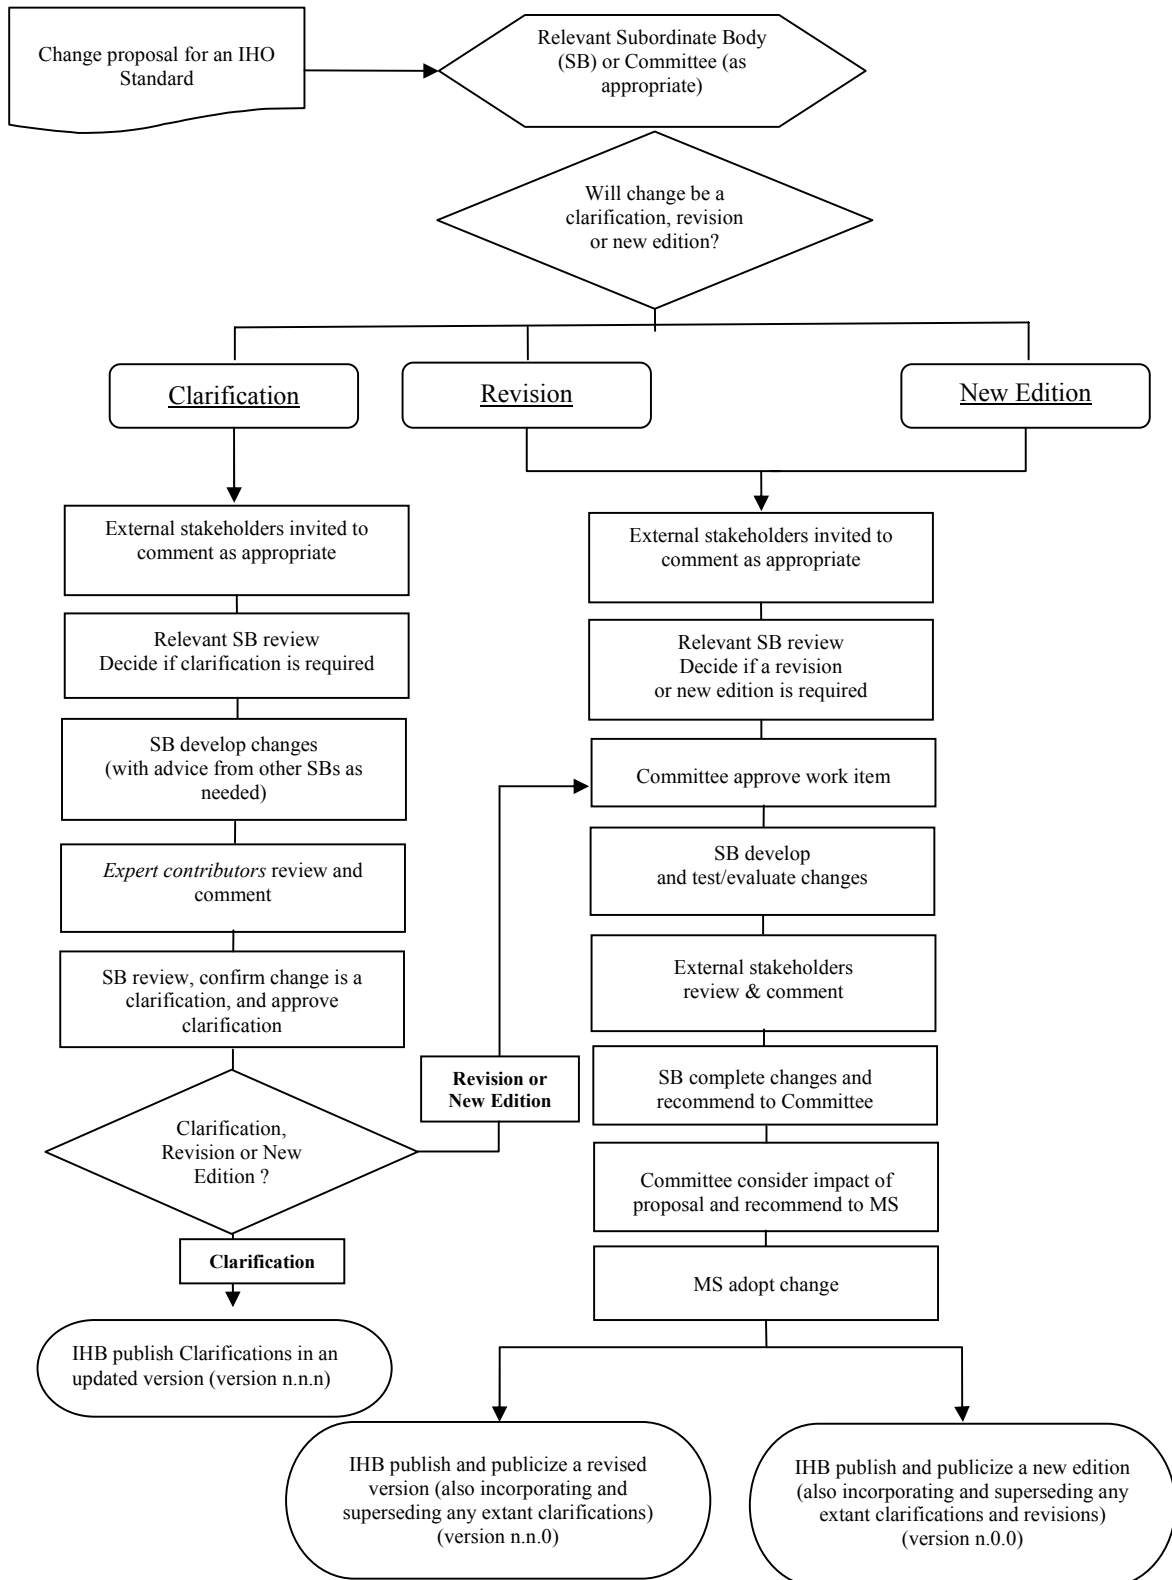 Change proposal for an IHO
Standard
Relevant Subordinate Body
(SB) or Committee (as
appropriate)
Will change be a
clarification, revision
or new edition?
Clarification
Revision
New Edition
External stakeholders invited to
comment as appropriate
Relevant SB review
Decide if clarification is required
SB develop changes
(with advice from other SBs as
needed)
Expert contributors review and
comment
SB review, confirm change is a
clarification, and approve
clarification
Clarification,
Revision or New
Edition ?
Revision or
New Edition
Clarification
IHB publish Clarifications in an
updated version (version n.n.n)
External stakeholders invited to
comment as appropriate
Relevant SB review
Decide if a revision
or new edition is required
Committee approve work item
SB develop
and test/evaluate changes
External stakeholders
review & comment
SB complete changes and
recommend to Committee
Committee consider impact of
proposal and recommend to MS
MS adopt change
IHB publish and publicize a revised
version (also incorporating and
superseding any extant clarifications)
(version n.n.0)
IHB publish and publicize a new edition
(also incorporating and superseding any
extant clarifications and revisions)
(version n.0.0)